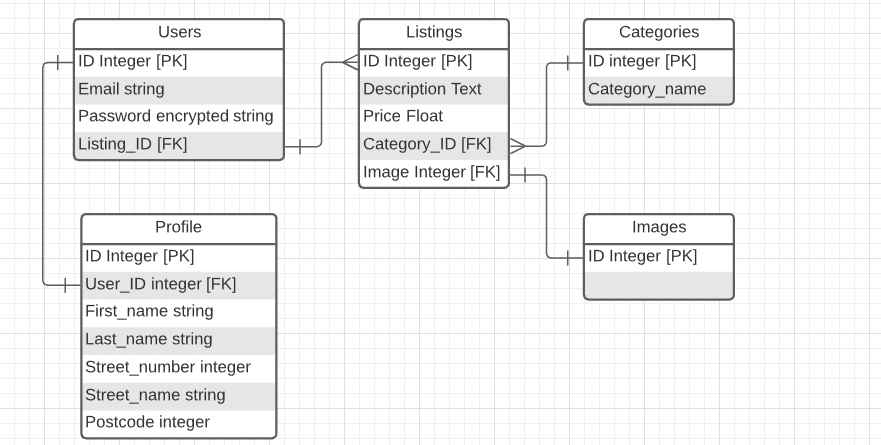 Users
ID Integer [PK]
Email string
Password encrypted string
Listing_ID [FK]
Listings
ID Integer [PK]
Description Text
Price Float
Category_ID [FK]
Image Integer [FK]
Categories
ID integer [PK]
Category_name
Profile
ID Integer [PK]
User_ID integer [FK]
First_name string
Last_name string
Street_number integer
Street_name string
Postcode integer
Images
ID Integer [PK]